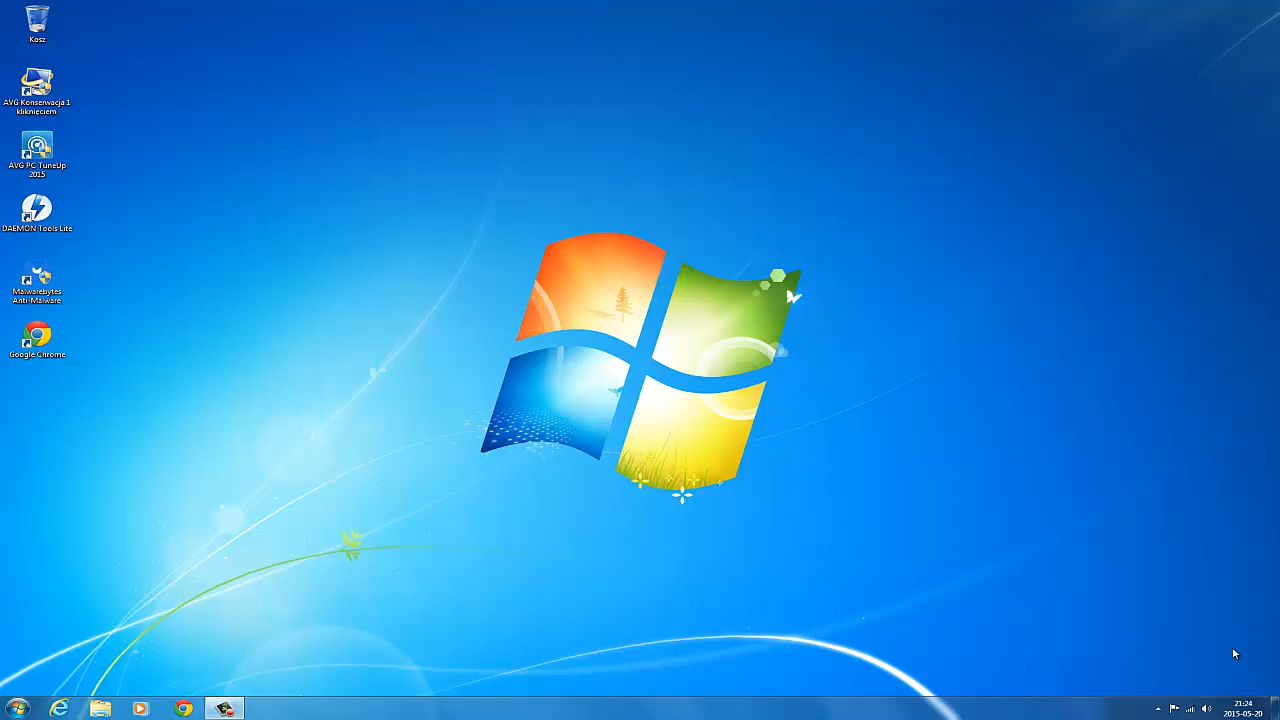 Kosz
AVG Konserwacja 1
kliknięciem
AVG PC TuneUp
2015
DAEMON Tools Lite
Malwarebytes
Anti-Malware
Google Chrome
21:24
2015-05-20